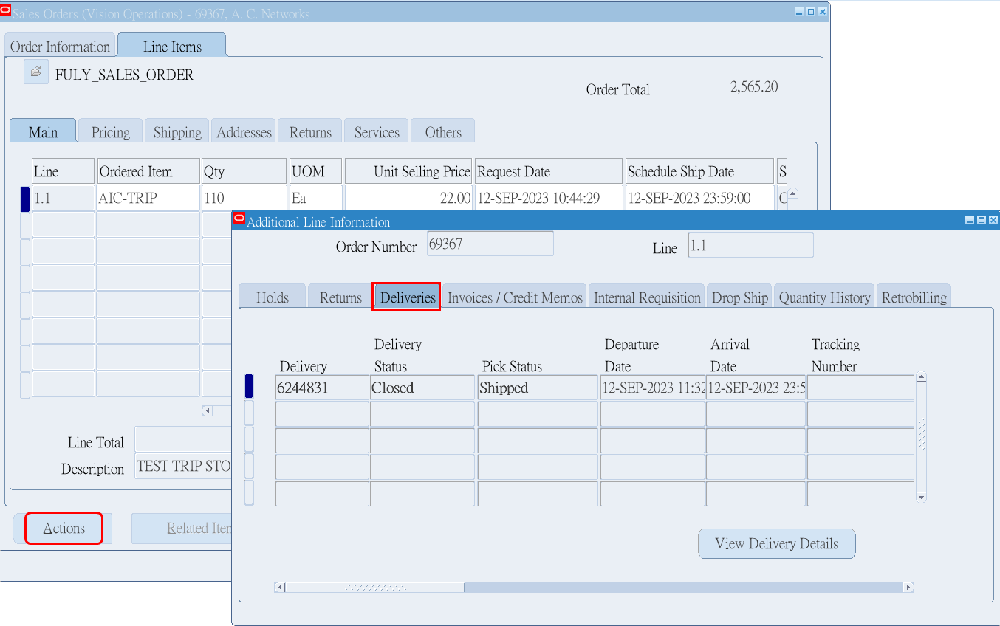 Sales Orders (Vision Operations) - 69367, A. C. Networks
Order Information Line Items
FULY_SALES_ORDER
Order Total 2,565.20
Main Pricing Shipping Addresses Returns Services Others
Line Ordered Item Qty UOM Unit Selling Price Request Date Schedule Ship Date S
1.1 AIC-TRIP 110 Ea 22.00 12-SEP-2023 10:44:29 12-SEP-2023 23:59:00 C
Line Total
Description TEST TRIP STO
Actions Related Iten
Additional Line Information
Order Number 69367 Line 1.1
Holds Returns Deliveries Invoices / Credit Memos Internal Requisition Drop Ship Quantity History Retrobilling
Delivery Departure Arrival Tracking
Delivery Status Pick Status Date Date Number
6244831 Closed Shipped 12-SEP-2023 11:32 12-SEP-2023 23:5
View Delivery Details